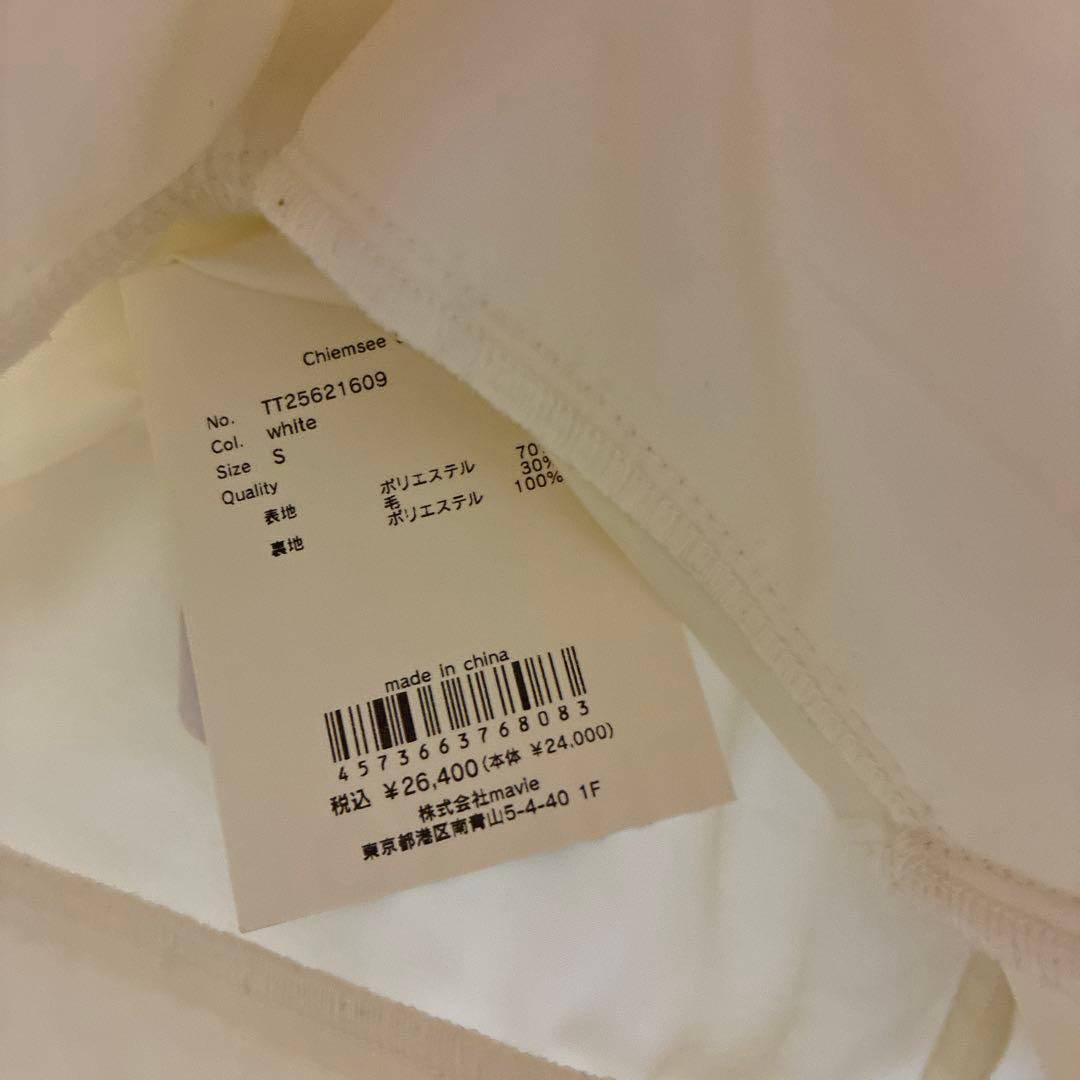 Chiemsee
No. TT25621609
Col. white
Size S
Quality
表地 ポリエステル 70
毛 30%
裏地 ポリエステル 100%
made in china
4573663768083
税込 ¥26,400(本体 ¥24,000)
株式会社mavie
東京都港区南青山5-4-40 1F